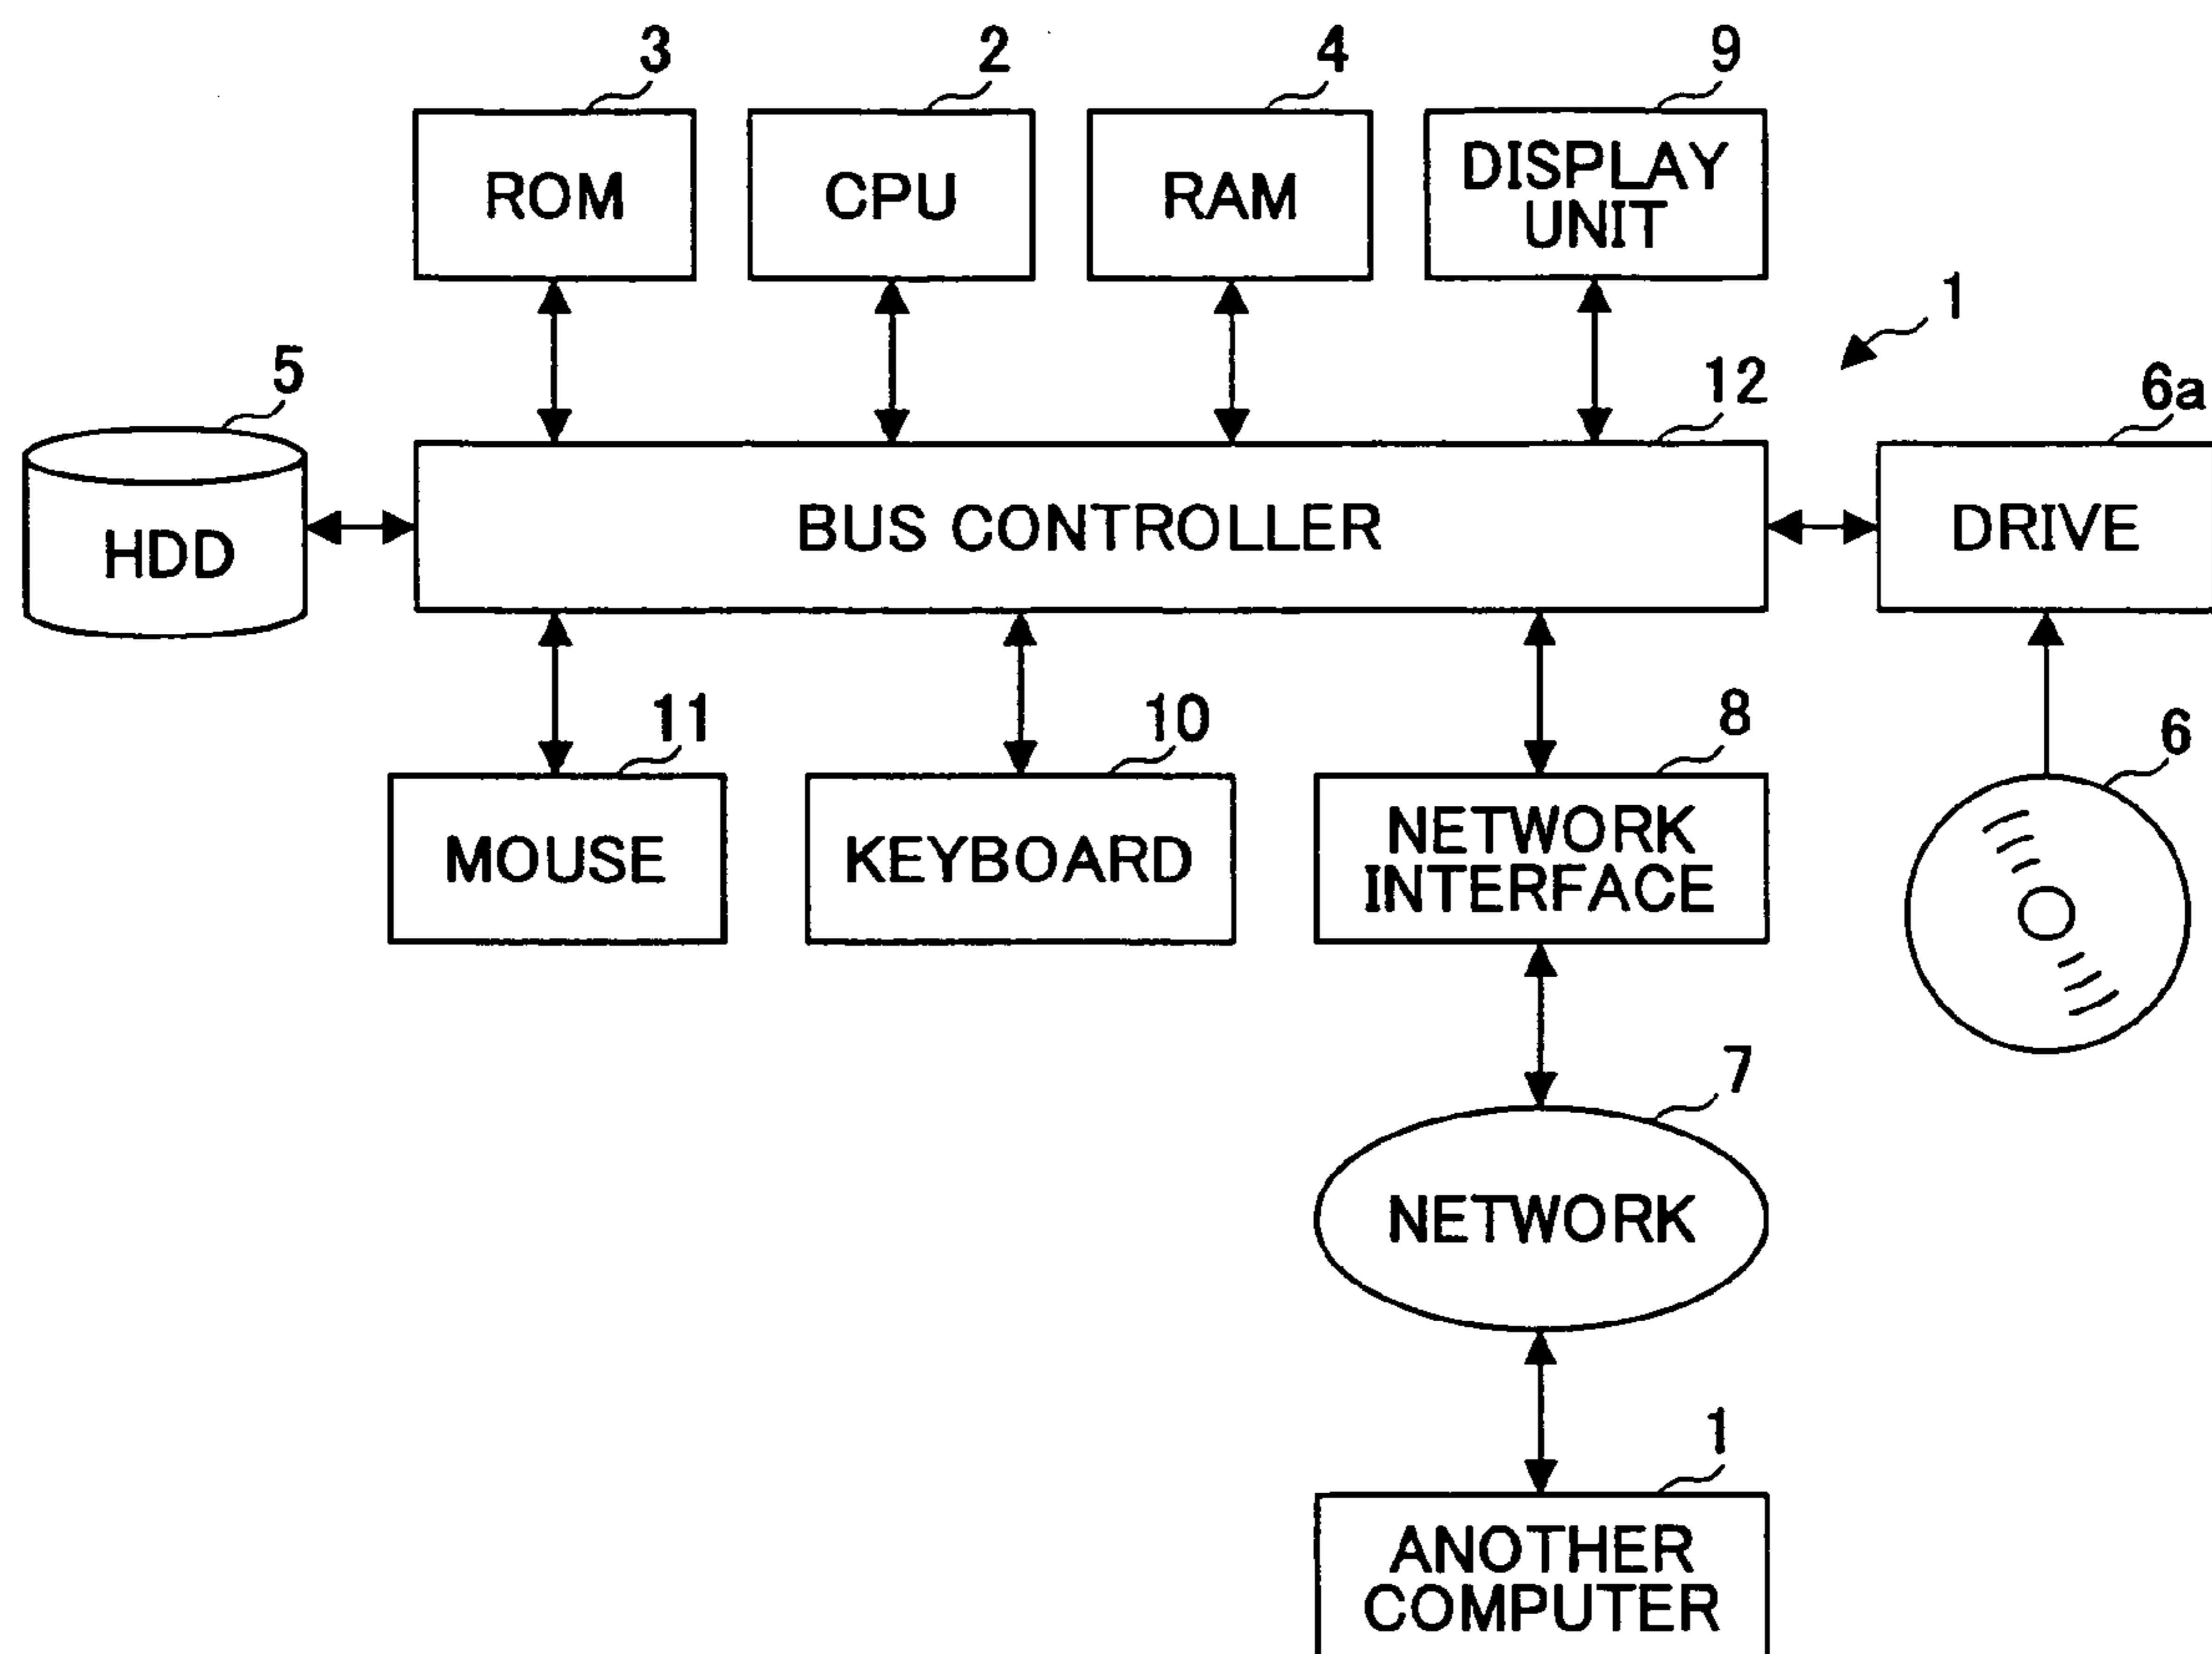 3
2
4
9
ROM
CPU
RAM
DISPLAY
UNIT
1
5
12
6a
HDD
BUS CONTROLLER
DRIVE
11
10
8
6
MOUSE
KEYBOARD
NETWORK
INTERFACE
7
NETWORK
1
ANOTHER
COMPUTER